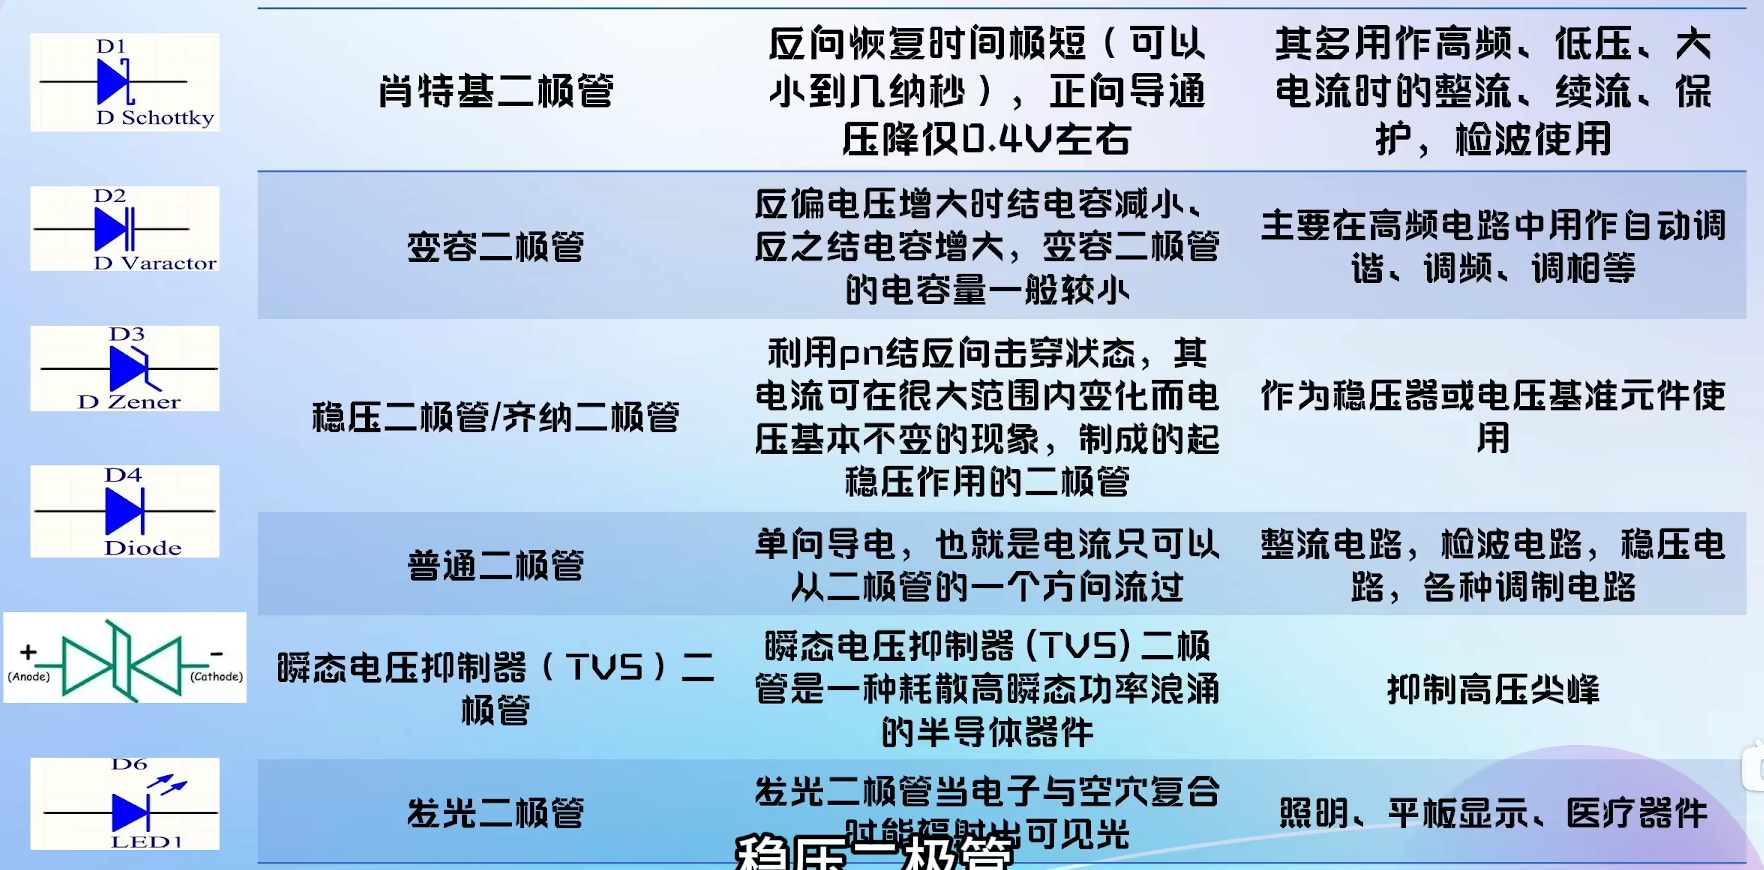 D1
D Schottky
肖特基二极管
反向恢复时间极短（可以
小到几纳秒），正向导通
压降仅0.4V左右
其多用作高频、低压、大
电流时的整流、续流、保
护，检波使用
D2
D Varactor
变容二极管
反偏电压增大时结电容减小、
反之结电容增大，变容二极管
的电容量一般较小
主要在高频电路中用作自动调
谐、调频、调相等
D3
D Zener
稳压二极管/齐纳二极管
利用pn结反向击穿状态，其
电流可在很大范围内变化而电
压基本不变的现象，制成的起
稳压作用的二极管
作为稳压器或电压基准元件使
用
D4
Diode
普通二极管
单向导电，也就是电流只可以
从二极管的一个方向流过
整流电路，检波电路，稳压电
路，各种调制电路
+
-
(Anode)
(Cathode)
瞬态电压抑制器（TVS）二
极管
瞬态电压抑制器(TVS)二极
管是一种耗散高瞬态功率浪涌
的半导体器件
抑制高压尖峰
D6
LED1
发光二极管
发光二极管当电子与空穴复合
时能辐射出可见光
照明、平板显示、医疗器件
稳压二极管